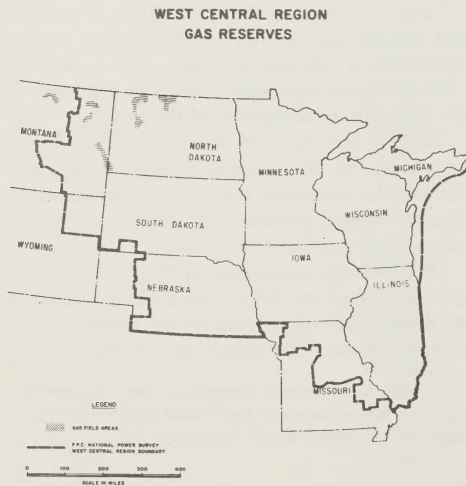 WEST CENTRAL REGION
GAS RESERVES
MONTANA
NORTH
DAKOTA
MINNESOTA
MICHIGAN
SOUTH DAKOTA
WISCONSIN
WYOMING
IOWA
NEBRASKA
ILLINOIS
MISSOURI
LEGEND
GAS FIELD AREAS
F.P.C. NATIONAL POWER SURVEY
WEST CENTRAL REGION BOUNDARY
0 100 200 300 400
SCALE IN MILES